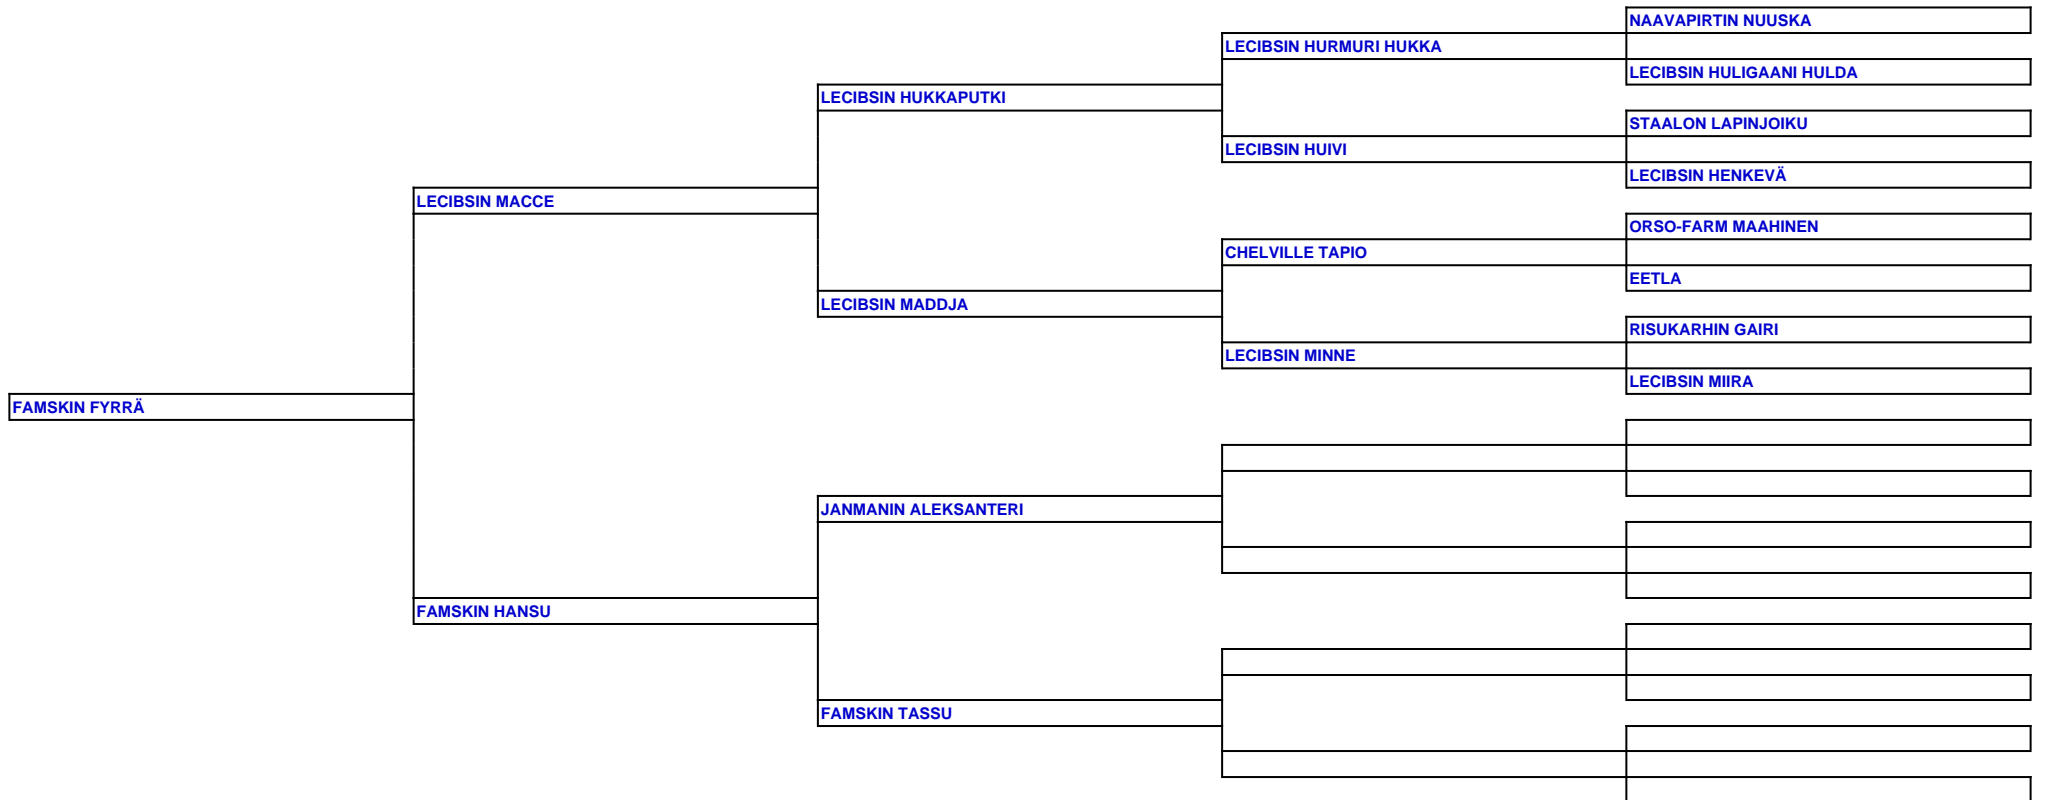 NAAVAPIRTIN NUUSKA
LECIBSIN HURMURI HUKKA
LECIBSIN HULIGAANI HULDA
LECIBSIN HUKKAPUTKI
STAALON LAPINJOIKU
LECIBSIN HUIVI
LECIBSIN HENKEVÄ
LECIBSIN MACCE
ORSO-FARM MAAHINEN
CHELVILLE TAPIO
EETLA
LECIBSIN MADDJA
RISUKARHIN GAIRI
LECIBSIN MINNE
LECIBSIN MIIRA
FAMSKIN FYRRÄ
JANMANIN ALEKSANTERI
FAMSKIN HANSU
FAMSKIN TASSU